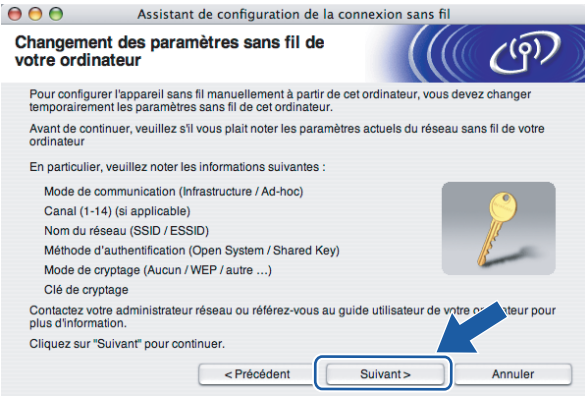 Assistant de configuration de la connexion sans fil
Changement des paramètres sans fil de
votre ordinateur
Pour configurer l'appareil sans fil manuellement à partir de cet ordinateur, vous devez changer
temporairement les paramètres sans fil de cet ordinateur.
Avant de continuer, veuillez s'il vous plait noter les paramètres actuels du réseau sans fil de votre
ordinateur
En particulier, veuillez noter les informations suivantes :
Mode de communication (Infrastructure / Ad-hoc)
Canal (1-14) (si applicable)
Nom du réseau (SSID / ESSID)
Méthode d'authentification (Open System / Shared Key)
Mode de cryptage (Aucun / WEP / autre ...)
Clé de cryptage
Contactez votre administrateur réseau ou référez-vous au guide utilisateur de votre ordinateur pour
plus d'information.
Cliquez sur "Suivant" pour continuer.
< Précédent
Suivant >
Annuler